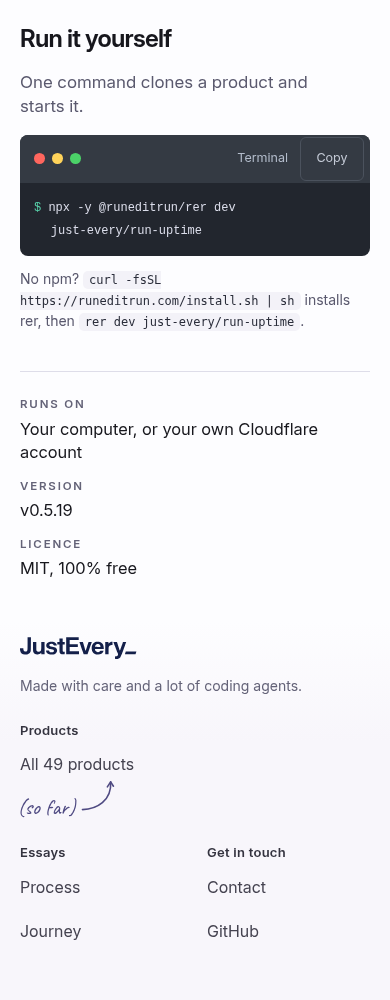 Run it yourself
One command clones a product and
starts it.
Terminal
Copy
$ npx -y @runeditrun/rer dev
just-every/run-uptime
No npm? curl -fsSL
https://runeditrun.com/install.sh | sh installs
rer, then rer dev just-every/run-uptime.
RUNS ON
Your computer, or your own Cloudflare
account
VERSION
v0.5.19
LICENCE
MIT, 100% free
JustEvery_
Made with care and a lot of coding agents.
Products
All 49 products
(so far)
Essays
Process
Journey
Get in touch
Contact
GitHub